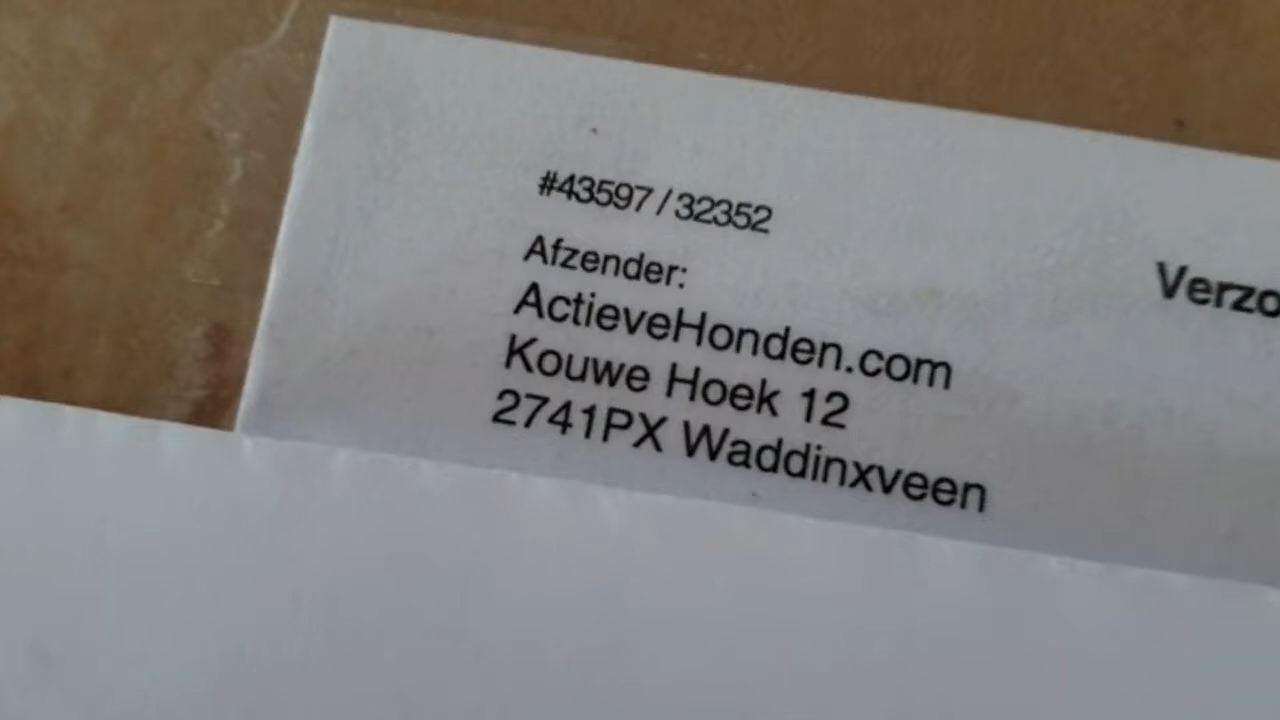 #43597 / 32352
Afzender:
ActieveHonden.com
Kouwe Hoek 12
2741PX Waddinxveen